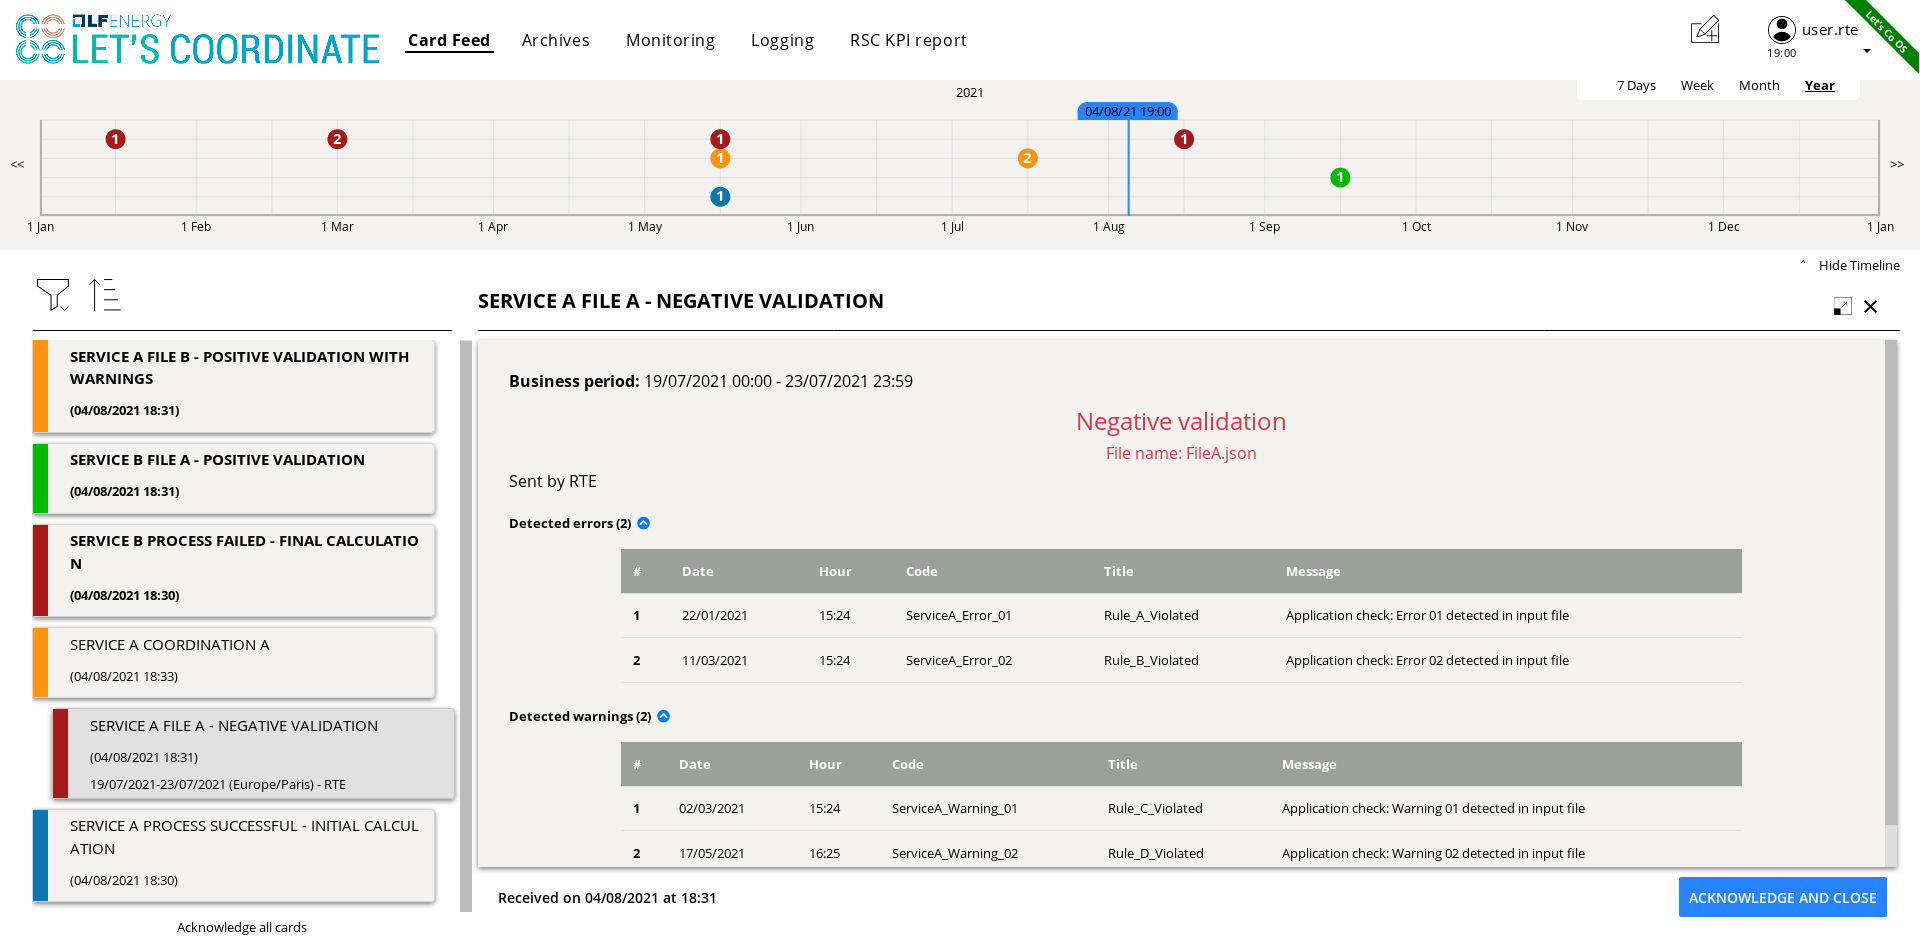 LF ENERGY
LET'S COORDINATE
Card Feed Archives Monitoring Logging RSC KPI report
user.rte
19:00
Let's Co OS
7 Days Week Month Year
2021
04/08/21 19:00
1 2 1 1
1 2
1
1
<< >>
1 Jan 1 Feb 1 Mar 1 Apr 1 May 1 Jun 1 Jul 1 Aug 1 Sep 1 Oct 1 Nov 1 Dec 1 Jan
Hide Timeline
SERVICE A FILE B - POSITIVE VALIDATION WITH
WARNINGS
(04/08/2021 18:31)
SERVICE B FILE A - POSITIVE VALIDATION
(04/08/2021 18:31)
SERVICE B PROCESS FAILED - FINAL CALCULATIO
N
(04/08/2021 18:30)
SERVICE A COORDINATION A
(04/08/2021 18:33)
SERVICE A FILE A - NEGATIVE VALIDATION
(04/08/2021 18:31)
19/07/2021-23/07/2021 (Europe/Paris) - RTE
SERVICE A PROCESS SUCCESSFUL - INITIAL CALCUL
ATION
(04/08/2021 18:30)
Acknowledge all cards
SERVICE A FILE A - NEGATIVE VALIDATION
Business period: 19/07/2021 00:00 - 23/07/2021 23:59
Negative validation
File name: FileA.json
Sent by RTE
Detected errors (2)
# Date Hour Code Title Message
1 22/01/2021 15:24 ServiceA_Error_01 Rule_A_Violated Application check: Error 01 detected in input file
2 11/03/2021 15:24 ServiceA_Error_02 Rule_B_Violated Application check: Error 02 detected in input file
Detected warnings (2)
# Date Hour Code Title Message
1 02/03/2021 15:24 ServiceA_Warning_01 Rule_C_Violated Application check: Warning 01 detected in input file
2 17/05/2021 16:25 ServiceA_Warning_02 Rule_D_Violated Application check: Warning 02 detected in input file
Received on 04/08/2021 at 18:31
ACKNOWLEDGE AND CLOSE